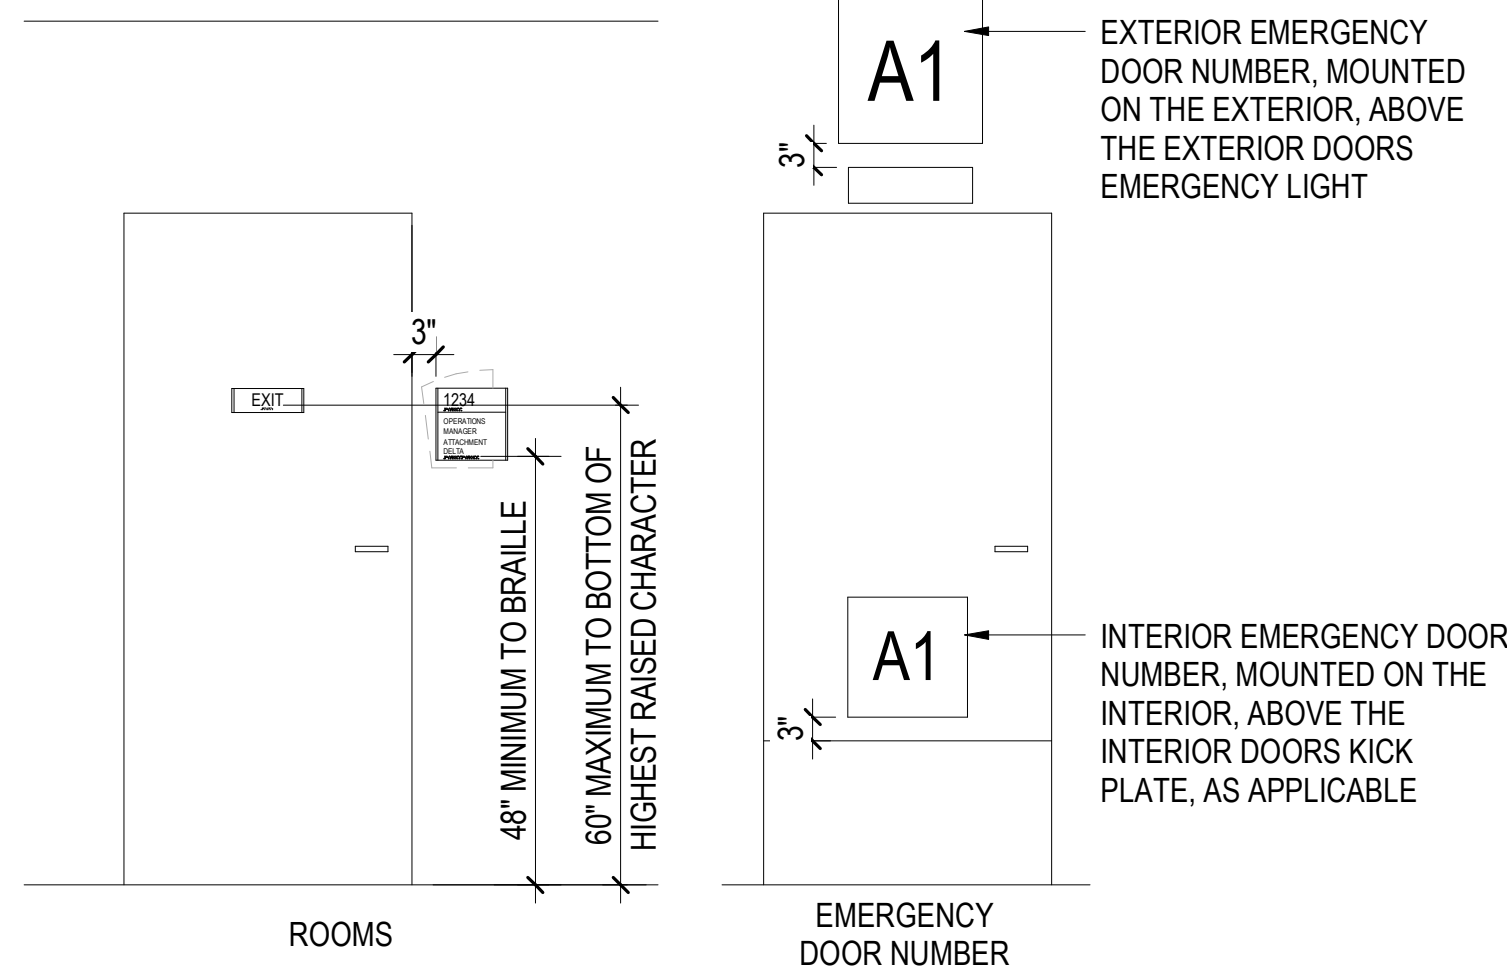 A1
EXTERIOR EMERGENCY
DOOR NUMBER, MOUNTED
ON THE EXTERIOR, ABOVE
THE EXTERIOR DOORS
EMERGENCY LIGHT
3"
3"
EXIT
1234
OPERATIONS
MANAGER
ATTACHMENT
DELTA
48" MINIMUM TO BRAILLE
60" MAXIMUM TO BOTTOM OF
HIGHEST RAISED CHARACTER
A1
INTERIOR EMERGENCY DOOR
NUMBER, MOUNTED ON THE
INTERIOR, ABOVE THE
INTERIOR DOORS KICK
PLATE, AS APPLICABLE
3"
ROOMS
EMERGENCY
DOOR NUMBER